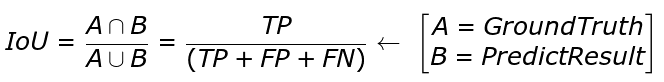 IoU = A ∩ B / A ∪ B = TP / (TP + FP + FN) ← [A = GroundTruth
B = PredictResult]